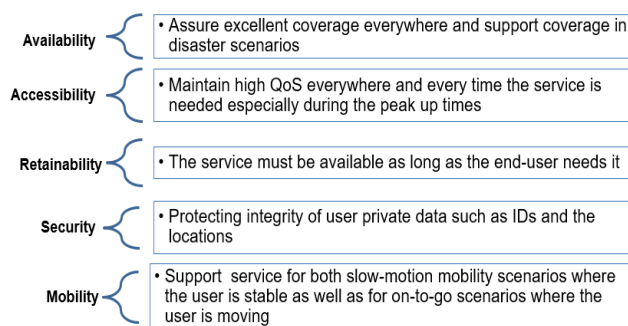 Availability
• Assure excellent coverage everywhere and support coverage in
disaster scenarios
Accessibility
• Maintain high QoS everywhere and every time the service is
needed especially during the peak up times
Retainability
• The service must be available as long as the end-user needs it
Security
• Protecting integrity of user private data such as IDs and the
locations
Mobility
• Support service for both slow-motion mobility scenarios where
the user is stable as well as for on-to-go scenarios where the
user is moving